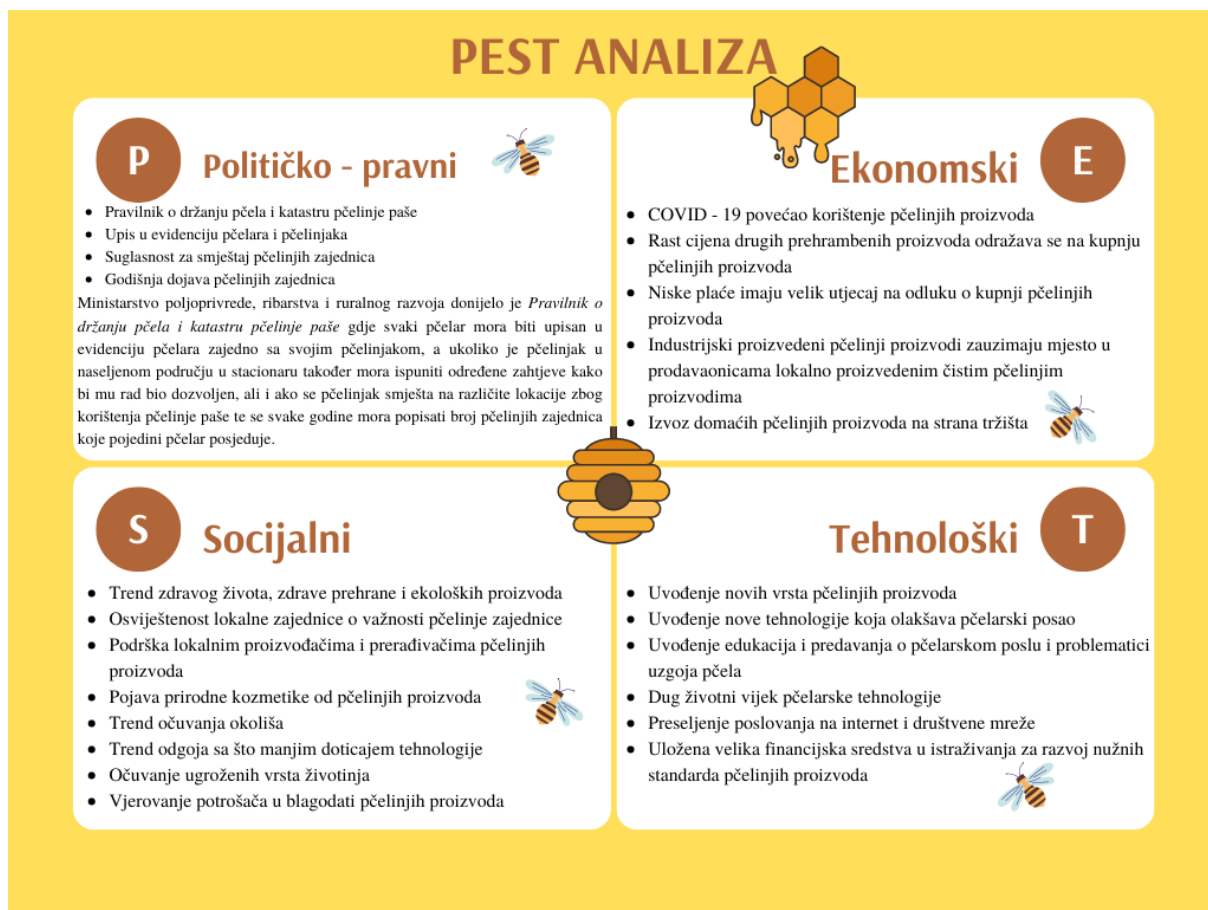 PEST ANALIZA
P
Političko - pravni
Pravilnik o držanju pčela i katastru pčelinje paše
Upis u evidenciju pčelara i pčelinjaka
Suglasnost za smještaj pčelinjih zajednica
Godišnja dojava pčelinjih zajednica
Ministarstvo poljoprivrede, ribarstva i ruralnog razvoja donijelo je Pravilnik o
držanju pčela i katastru pčelinje paše gdje svaki pčelar mora biti upisan u
evidenciju pčelara zajedno sa svojim pčelinjakom, a ukoliko je pčelinjak u
naseljenom području u stacionaru također mora ispuniti određene zahtjeve kako
bi mu rad bio dozvoljen, ali i ako se pčelinjak smješta na različite lokacije zbog
korištenja pčelinje paše te se svake godine mora popisati broj pčelinjih zajednica
koje pojedini pčelar posjeduje.
Ekonomski
E
COVID - 19 povećao korištenje pčelinjih proizvoda
Rast cijena drugih prehrambenih proizvoda odražava se na kupnju
pčelinjih proizvoda
Niske plaće imaju velik utjecaj na odluku o kupnji pčelinjih
proizvoda
Industrijski proizvedeni pčelinji proizvodi zauzimaju mjesto u
prodavaonicama lokalno proizvedenim čistim pčelinjim
proizvodima
Izvoz domaćih pčelinjih proizvoda na strana tržišta
S
Socijalni
Trend zdravog života, zdrave prehrane i ekoloških proizvoda
Osviještenost lokalne zajednice o važnosti pčelinje zajednice
Podrška lokalnim proizvođačima i prerađivačima pčelinjih
proizvoda
Pojava prirodne kozmetike od pčelinjih proizvoda
Trend očuvanja okoliša
Trend odgoja sa što manjim doticajem tehnologije
Očuvanje ugroženih vrsta životinja
Vjerovanje potrošača u blagodati pčelinjih proizvoda
Tehnološki
T
Uvođenje novih vrsta pčelinjih proizvoda
Uvođenje nove tehnologije koja olakšava pčelarski posao
Uvođenje edukacija i predavanja o pčelarskom poslu i problematici
uzgoja pčela
Dug životni vijek pčelarske tehnologije
Preseljenje poslovanja na internet i društvene mreže
Uložena velika financijska sredstva u istraživanja za razvoj nužnih
standarda pčelinjih proizvoda